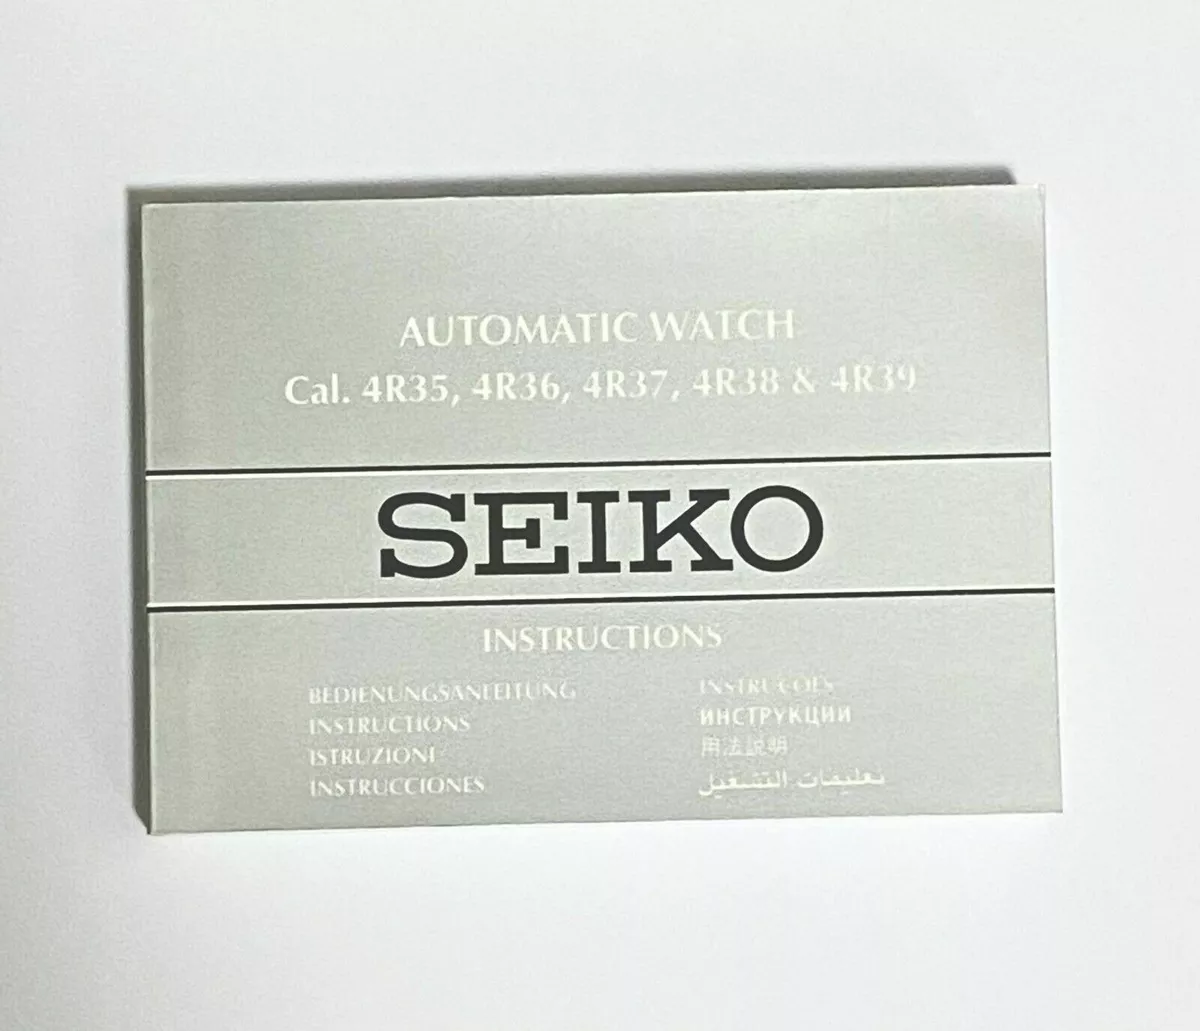 AUTOMATIC WATCH
Cal. 4R35, 4R36, 4R37, 4R38 & 4R39
SEIKO
INSTRUCTIONS
BEDIENUNGSANLEITUNG
INSTRUCTIONS
ISTRUZIONI
INSTRUCCIONES
INSTRUÇÕES
ИНСТРУКЦИИ
用法説明
تعليمات التشغيل